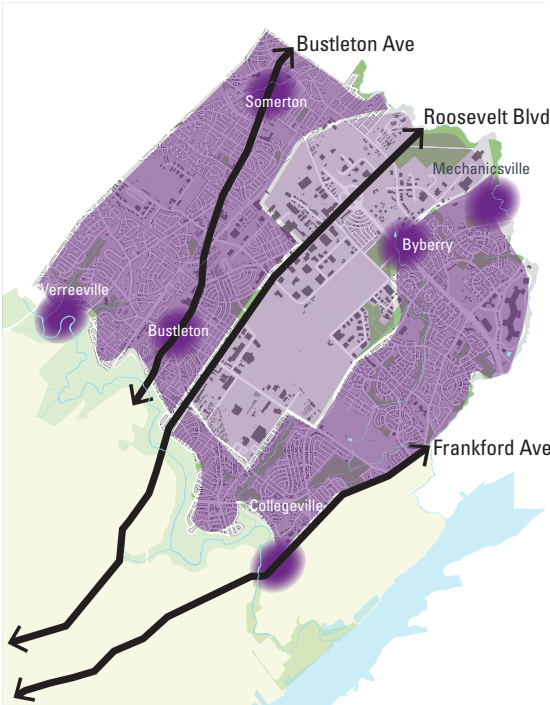 Bustleton Ave
Somerton
Roosevelt Blvd
Mechanicsville
Byberry
Verreeville
Bustleton
Frankford Ave
Collegeville